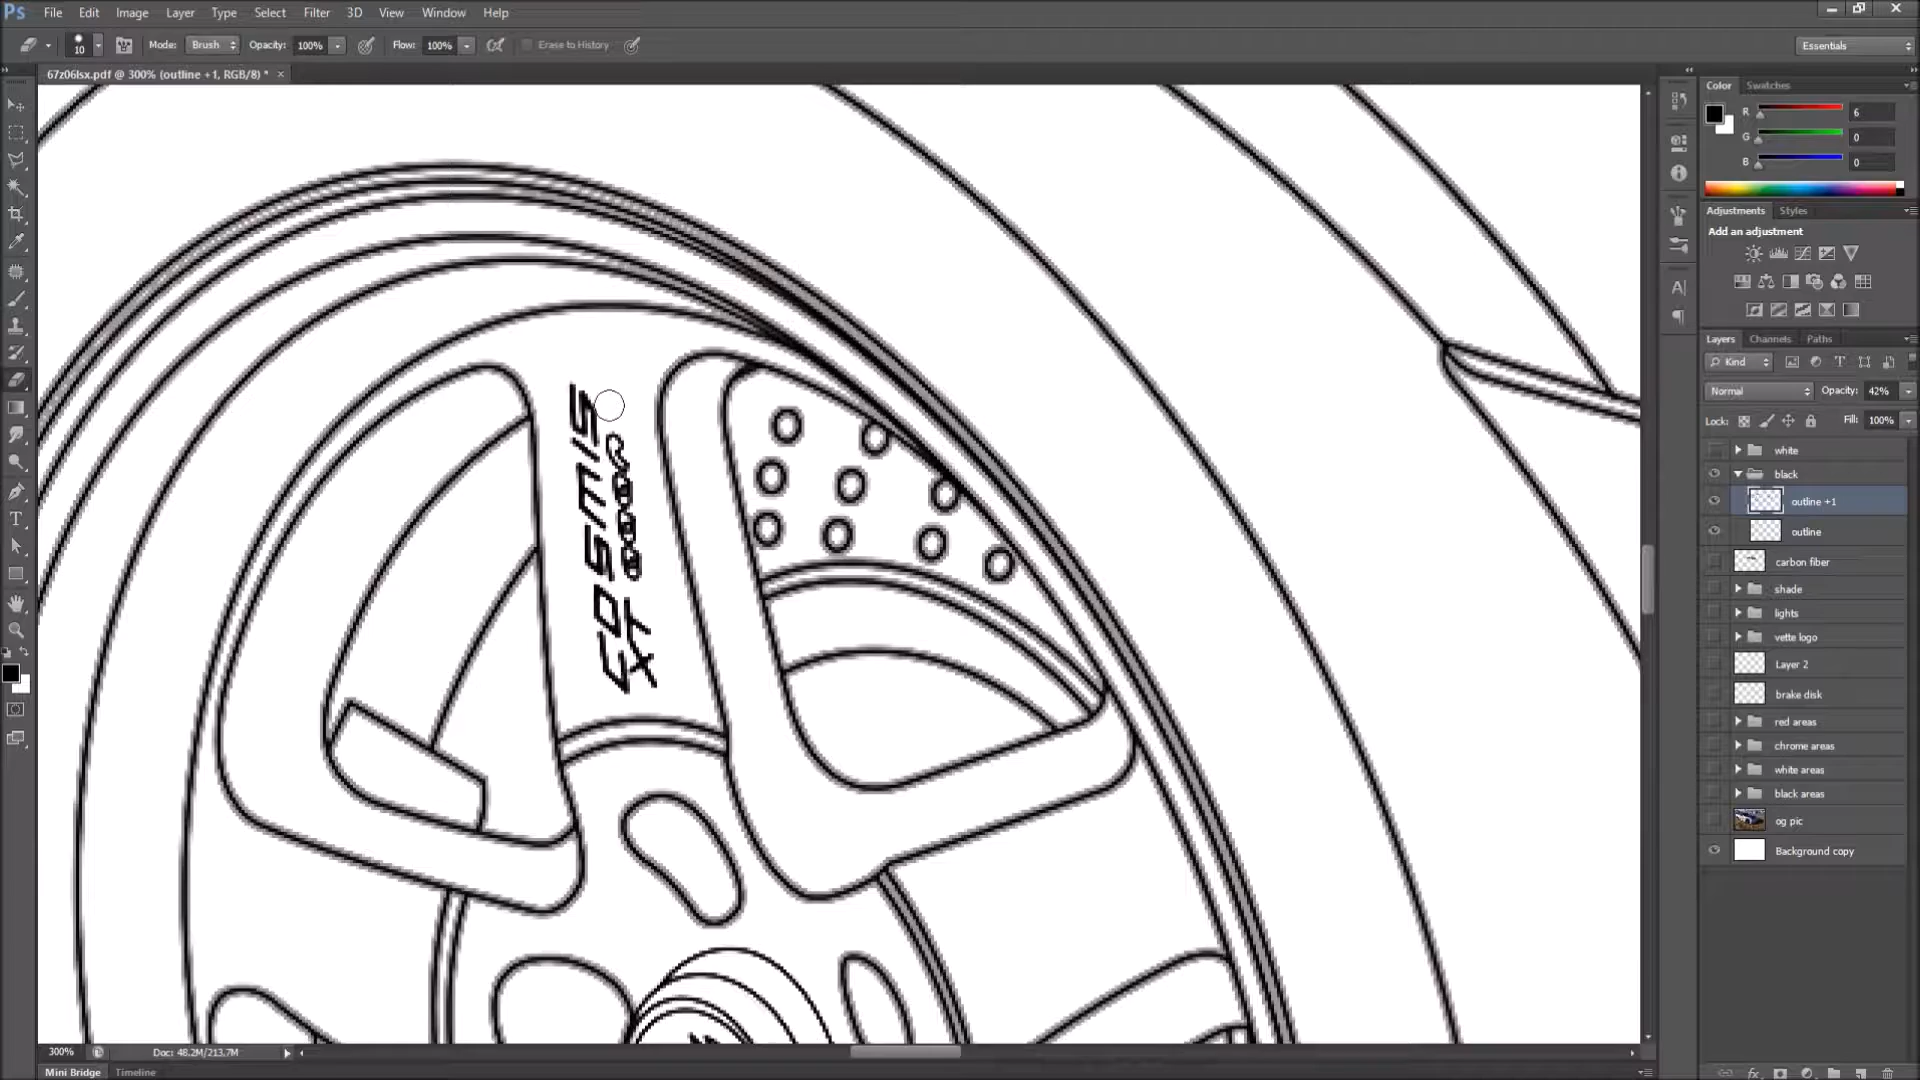 Ps File Edit Image Layer Type Select Filter 3D View Window Help
10 Mode: Brush Opacity: 100% Flow: 100% Erase to History Essentials
67z06lsx.pdf @ 300% (outline +1, RGB/8) *
Color Swatches
R 6
G 0
B 0
Adjustments Styles
Add an adjustment
Layers Channels Paths
Kind
Normal Opacity: 42%
Lock: Fill: 100%
white
black
outline +1
outline
carbon fiber
shade
lights
vette logo
Layer 2
brake disk
red areas
chrome areas
white areas
black areas
og pic
Background copy
300% Doc: 48.2M/213.7M
Mini Bridge Timeline